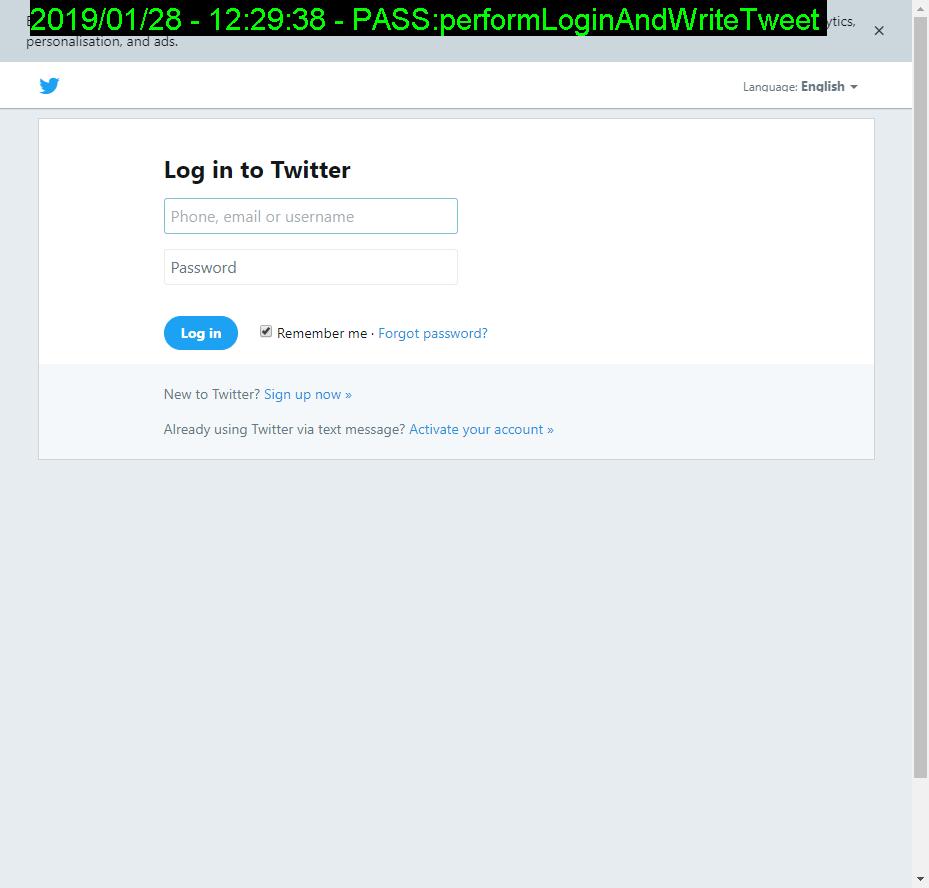 2019/01/28 - 12:29:38 - PASS:performLoginAndWriteTweet
personalisation, and ads.
×
Language: English
Log in to Twitter
Phone, email or username
Password
Log in Remember me · Forgot password?
New to Twitter? Sign up now »
Already using Twitter via text message? Activate your account »